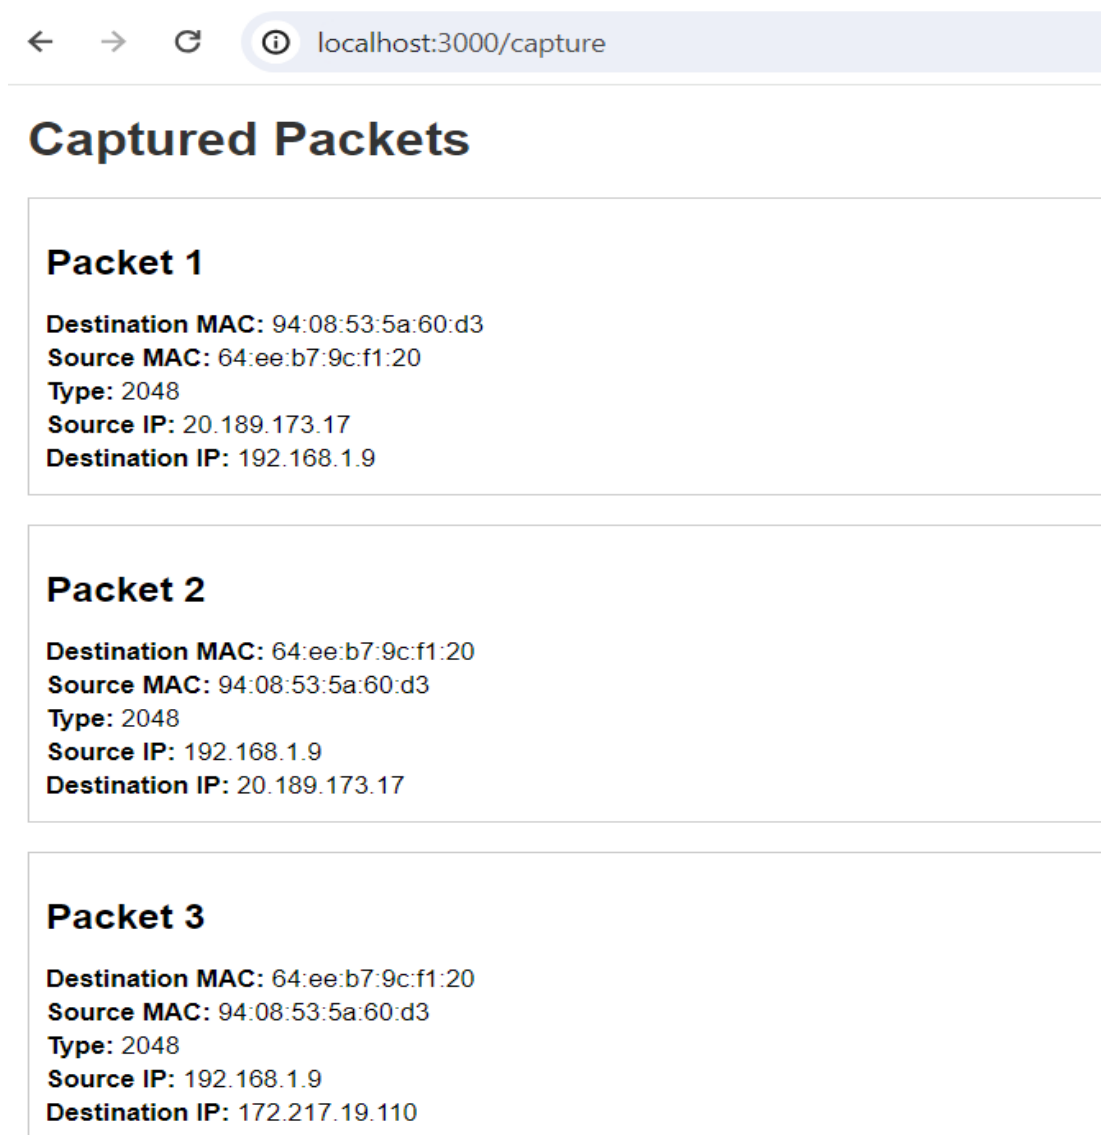 localhost:3000/capture
Captured Packets
Packet 1
Destination MAC: 94:08:53:5a:60:d3
Source MAC: 64:ee:b7:9c:f1:20
Type: 2048
Source IP: 20.189.173.17
Destination IP: 192.168.1.9
Packet 2
Destination MAC: 64:ee:b7:9c:f1:20
Source MAC: 94:08:53:5a:60:d3
Type: 2048
Source IP: 192.168.1.9
Destination IP: 20.189.173.17
Packet 3
Destination MAC: 64:ee:b7:9c:f1:20
Source MAC: 94:08:53:5a:60:d3
Type: 2048
Source IP: 192.168.1.9
Destination IP: 172.217.19.110